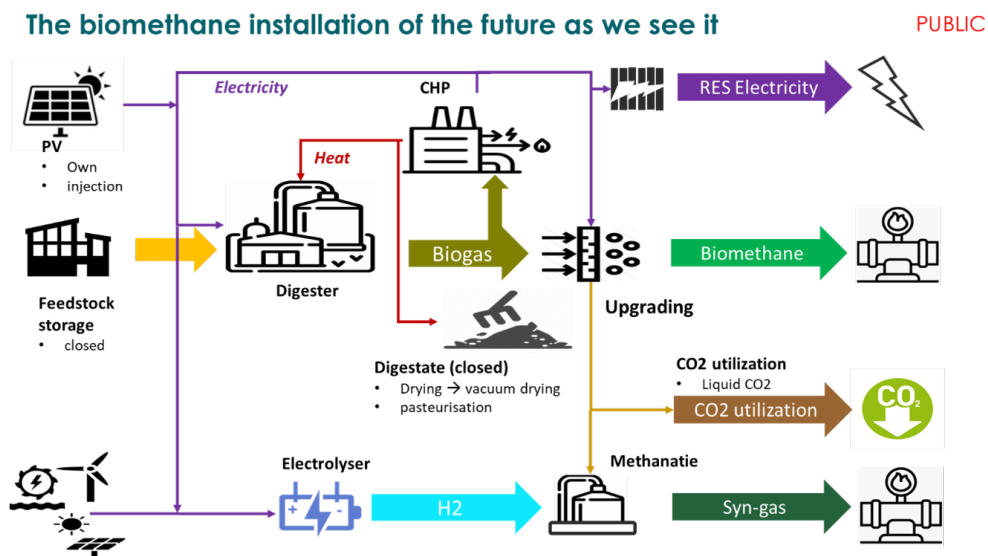 The biomethane installation of the future as we see it
PUBLIC
Electricity
CHP
RES Electricity
PV
• Own
• injection
Heat
Biogas
Biomethane
Digester
Upgrading
Feedstock
storage
• closed
Digestate (closed)
• Drying → vacuum drying
• pasteurisation
CO2 utilization
• Liquid CO2
CO2 utilization
CO2
Electrolyser
Methanatie
H2
Syn-gas